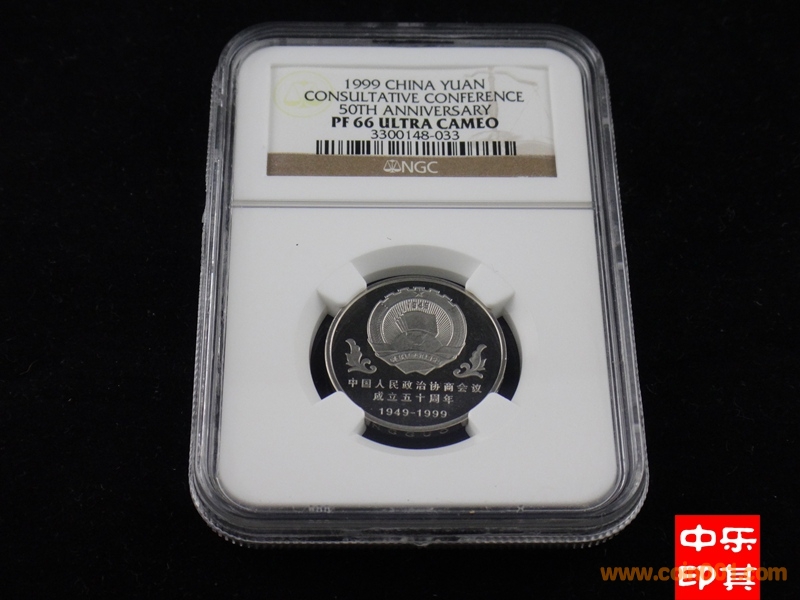 1999 CHINA YUAN
CONSULTATIVE CONFERENCE
50TH ANNIVERSARY
PF 66 ULTRA CAMEO
3300148-033
NGC
中国人民政治协商会议
成立五十周年
1949-1999
中乐
印其